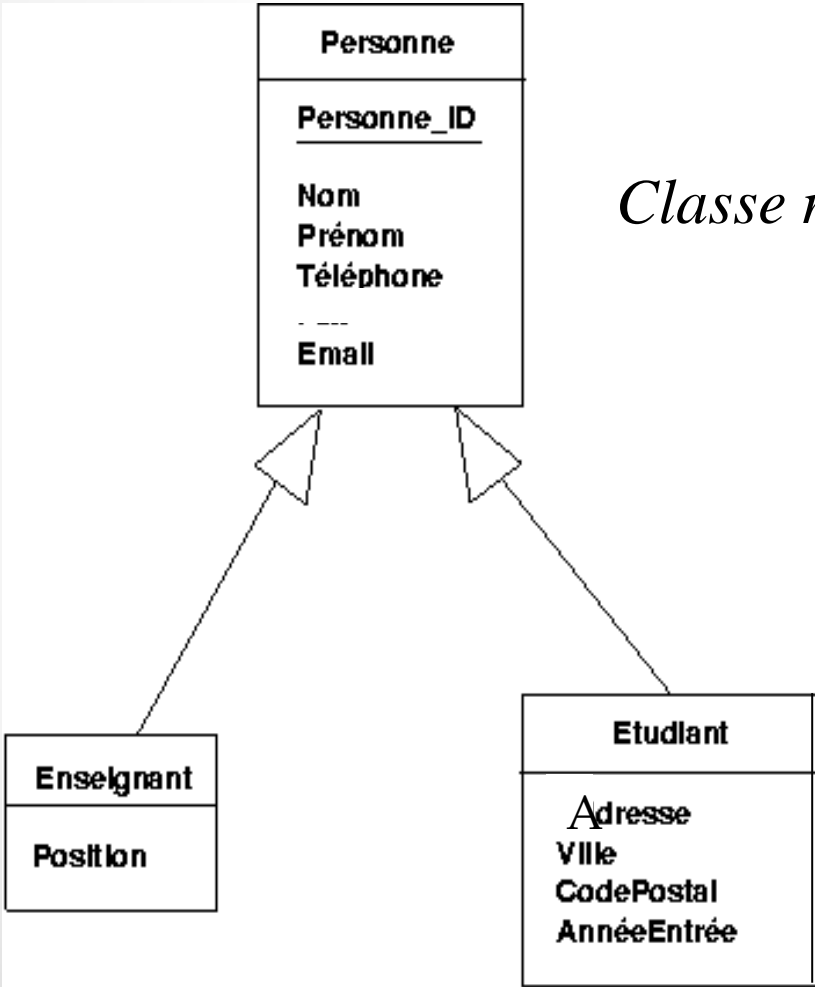 Personne
Personne_ID
Nom
Prénom
Téléphone
Email
Classe
Enseignant
Position
Etudiant
Adresse
Ville
CodePostal
AnnéeEntrée